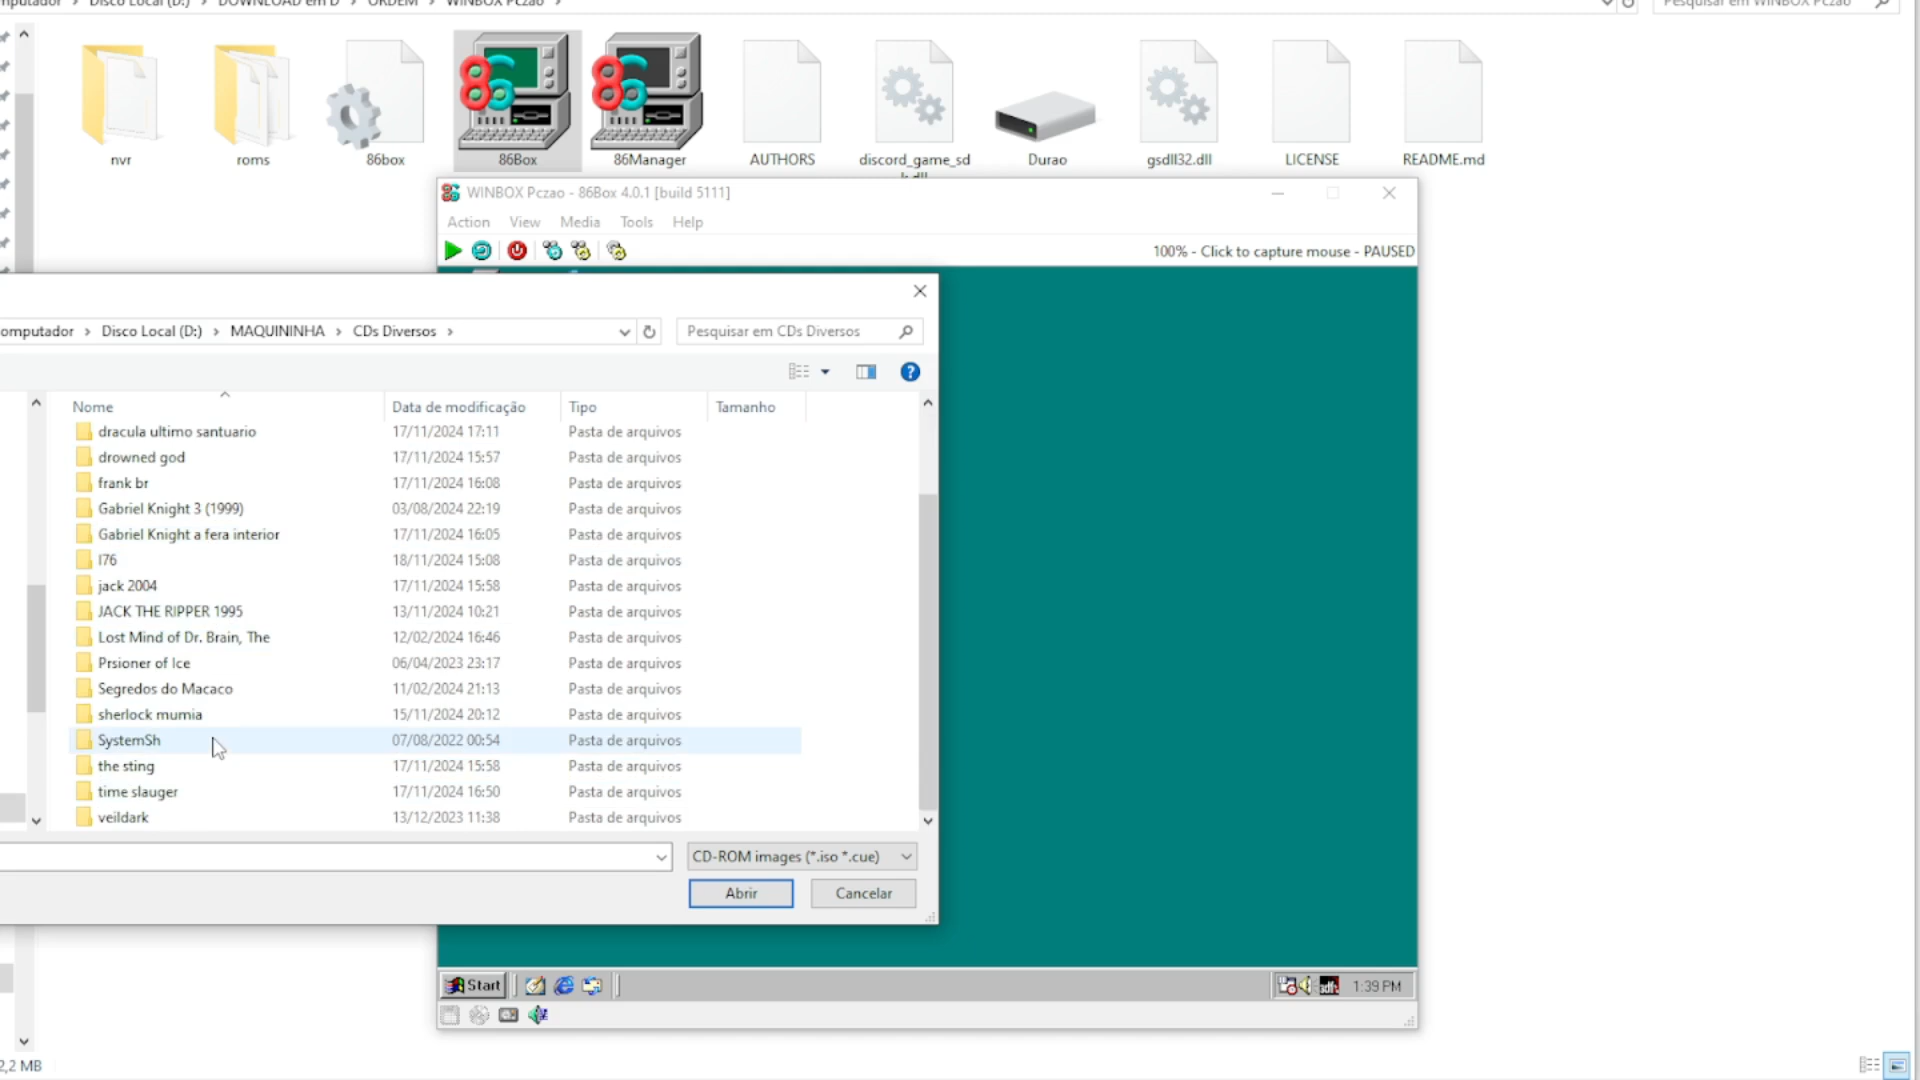 Disco Local (D:) > DOWNLOAD em D > ORDEM > WINBOX Pczao >
Pesquisar em WINBOX Pczao
nvr
roms
86box
86Box
86Manager
AUTHORS
discord_game_sd
Durao
gsdll32.dll
LICENSE
README.md
WINBOX Pczao - 86Box 4.0.1 [build 5111]
Action View Media Tools Help
100% - Click to capture mouse - PAUSED
omputador > Disco Local (D:) > MAQUININHA > CDs Diversos >
Pesquisar em CDs Diversos
Nome Data de modificação Tipo Tamanho
dracula ultimo santuario 17/11/2024 17:11 Pasta de arquivos
drowned god 17/11/2024 15:57 Pasta de arquivos
frank br 17/11/2024 16:08 Pasta de arquivos
Gabriel Knight 3 (1999) 03/08/2024 22:19 Pasta de arquivos
Gabriel Knight a fera interior 17/11/2024 16:05 Pasta de arquivos
I76 18/11/2024 15:08 Pasta de arquivos
jack 2004 17/11/2024 15:58 Pasta de arquivos
JACK THE RIPPER 1995 13/11/2024 10:21 Pasta de arquivos
Lost Mind of Dr. Brain, The 12/02/2024 16:46 Pasta de arquivos
Prsioner of Ice 06/04/2023 23:17 Pasta de arquivos
Segredos do Macaco 11/02/2024 21:13 Pasta de arquivos
sherlock mumia 15/11/2024 20:12 Pasta de arquivos
SystemSh 07/08/2022 00:54 Pasta de arquivos
the sting 17/11/2024 15:58 Pasta de arquivos
time slauger 17/11/2024 16:50 Pasta de arquivos
veildark 13/12/2023 11:38 Pasta de arquivos
CD-ROM images (*.iso *.cue)
Abrir Cancelar
Start
1:39 PM
2,2 MB